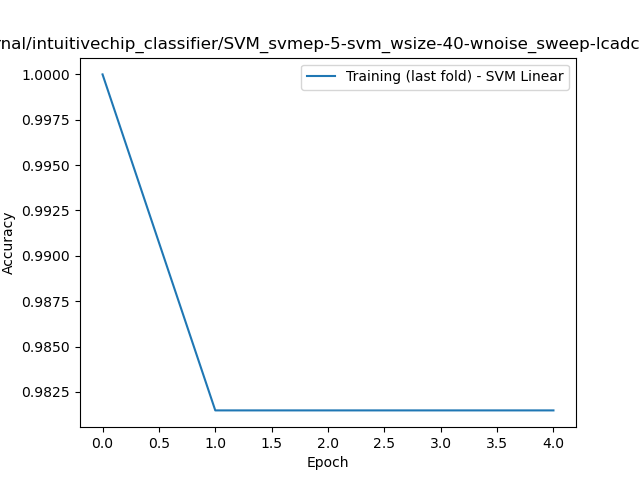 rnal/intuitivechip_classifier/SVM_svmep-5-svm_wsize-40-wnoise_sweep-lcadc
Training (last fold) - SVM Linear
1.0000
0.9975
0.9950
0.9925
0.9900
0.9875
0.9850
0.9825
Accuracy
0.0 0.5 1.0 1.5 2.0 2.5 3.0 3.5 4.0
Epoch